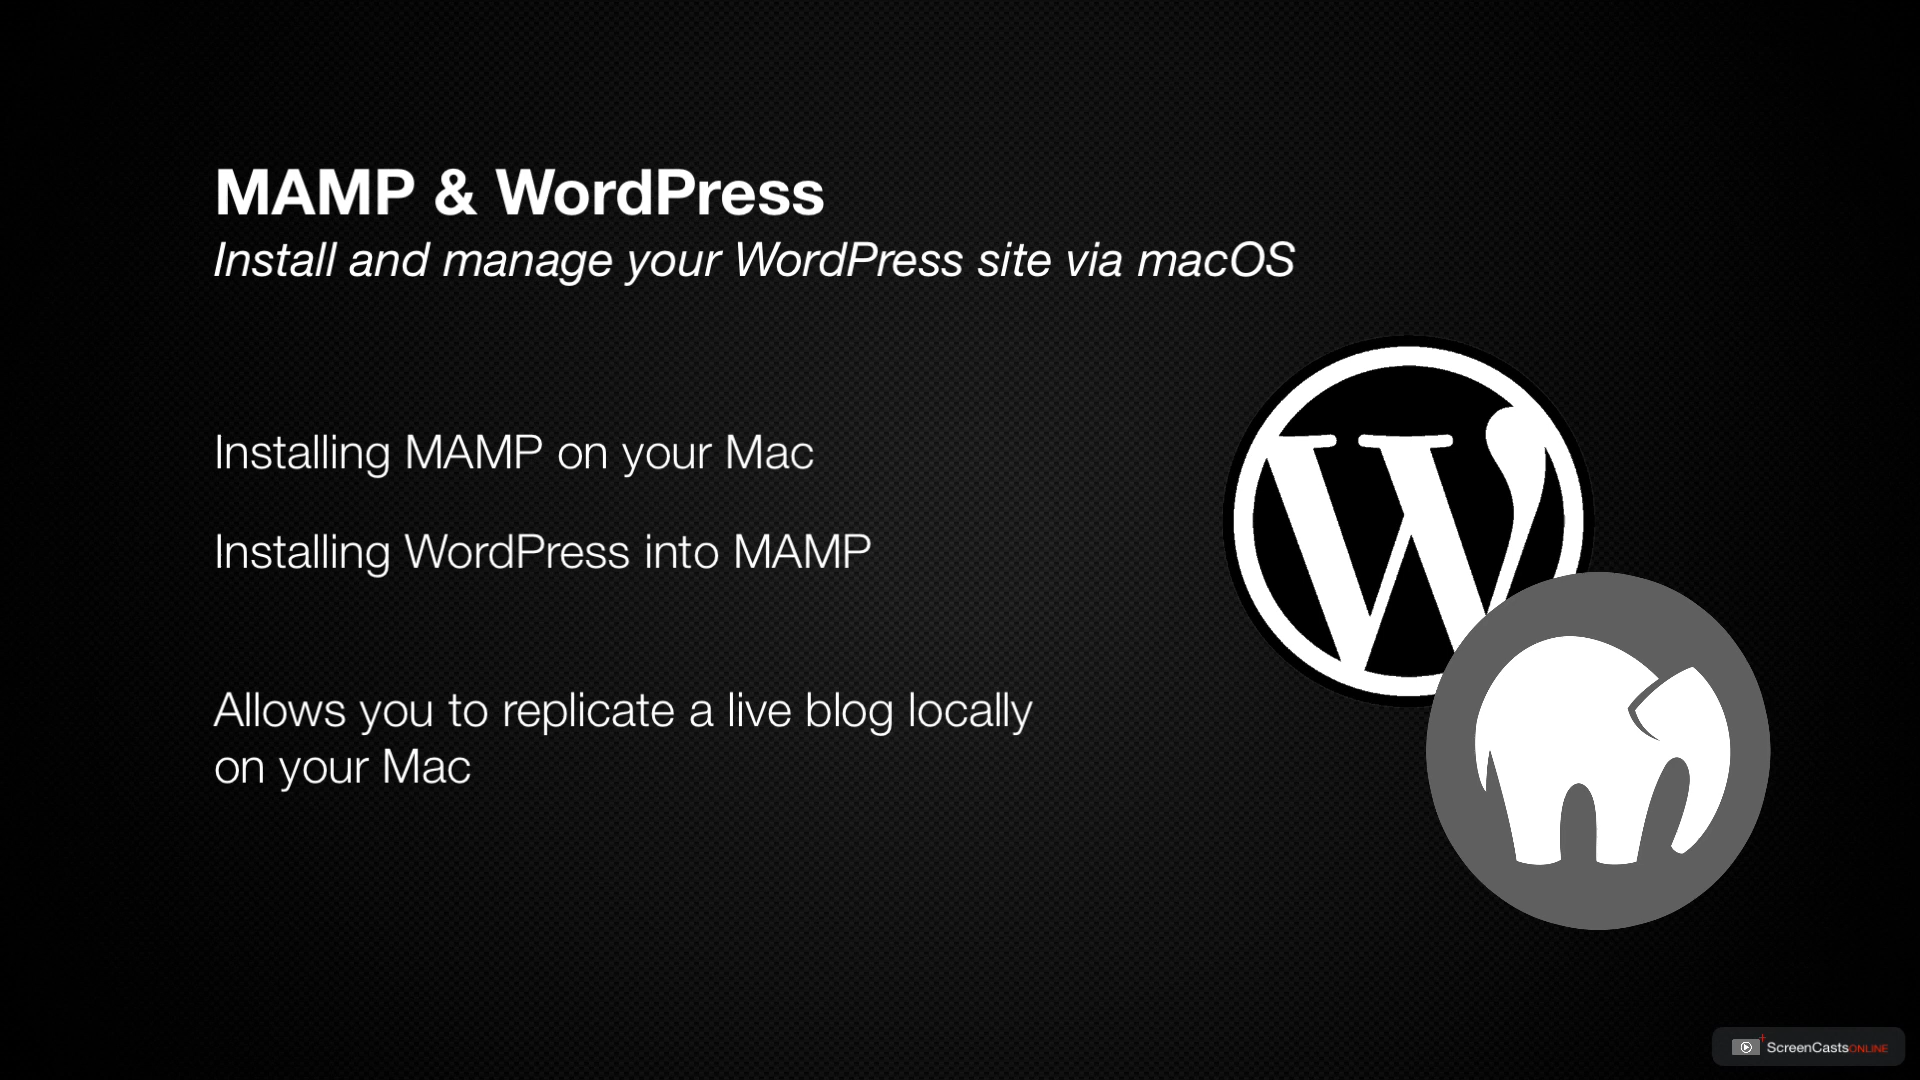 MAMP & WordPress
Install and manage your WordPress site via macOS
Installing MAMP on your Mac
Installing WordPress into MAMP
Allows you to replicate a live blog locally
on your Mac
W
ScreenCastsONLINE